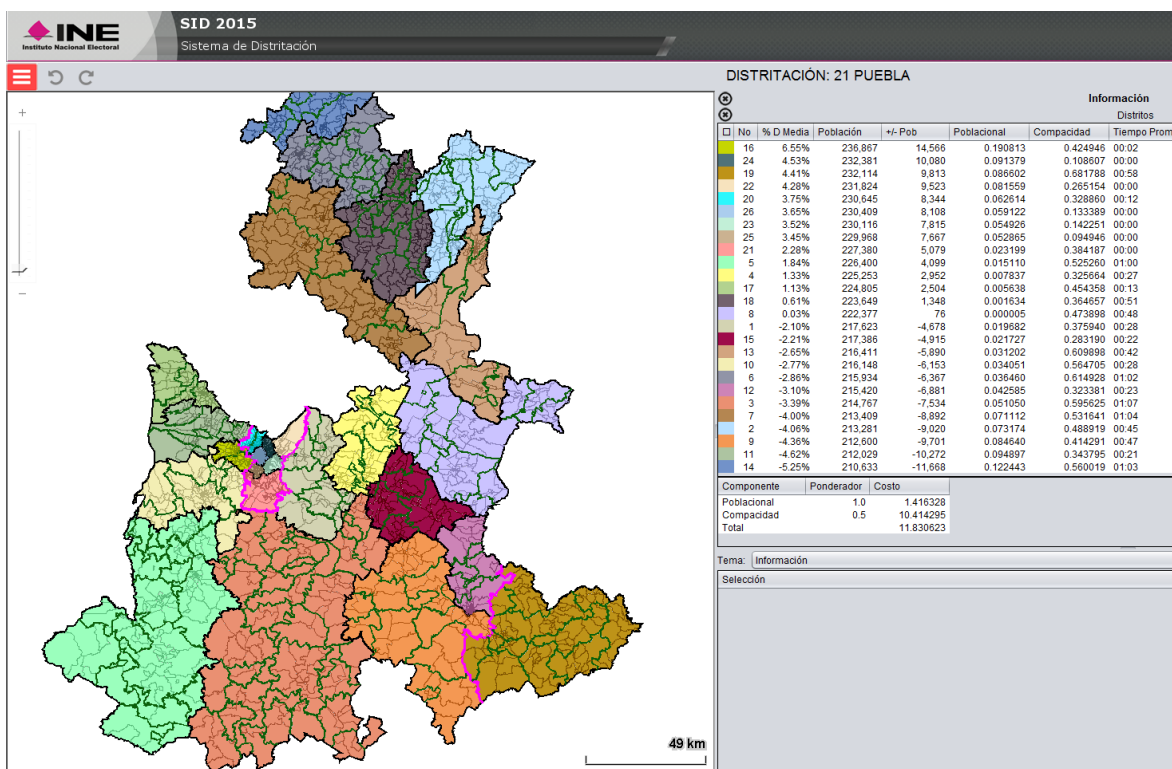 INE
Instituto Nacional Electoral
SID 2015
Sistema de Distritación
DISTRITACIÓN: 21 PUEBLA
Información
Distritos
No % D Media Población +/- Pob Poblacional Compacidad Tiempo Prom
16 6.55% 236,867 14,566 0.190813 0.424946 00:02
24 4.53% 232,381 10,080 0.091379 0.108607 00:00
19 4.41% 232,114 9,813 0.086602 0.681788 00:58
22 4.28% 231,824 9,523 0.081559 0.265154 00:00
20 3.75% 230,645 8,344 0.062614 0.328860 00:12
26 3.65% 230,409 8,108 0.059122 0.133389 00:00
23 3.52% 230,116 7,815 0.054926 0.142251 00:00
25 3.45% 229,968 7,667 0.052865 0.094946 00:00
21 2.28% 227,380 5,079 0.023199 0.384187 00:00
5 1.84% 226,400 4,099 0.015110 0.525260 01:00
4 1.33% 225,253 2,952 0.007837 0.325664 00:27
17 1.13% 224,805 2,504 0.005638 0.454358 00:13
18 0.61% 223,649 1,348 0.001634 0.364657 00:51
8 0.03% 222,377 76 0.000005 0.473898 00:48
1 -2.10% 217,623 -4,678 0.019682 0.375940 00:28
15 -2.21% 217,386 -4,915 0.021727 0.283190 00:22
13 -2.65% 216,411 -5,890 0.031202 0.609898 00:42
10 -2.77% 216,148 -6,153 0.034051 0.564705 00:28
6 -2.86% 215,934 -6,367 0.036460 0.614928 01:02
12 -3.10% 215,420 -6,881 0.042585 0.323381 00:23
3 -3.39% 214,767 -7,534 0.051050 0.595625 01:07
7 -4.00% 213,409 -8,892 0.071112 0.531641 01:04
2 -4.06% 213,281 -9,020 0.073174 0.488919 00:45
9 -4.36% 212,600 -9,701 0.084640 0.414291 00:47
11 -4.62% 212,029 -10,272 0.094897 0.343795 00:21
14 -5.25% 210,633 -11,668 0.122443 0.560019 01:03
Componente Ponderador Costo
Poblacional 1.0 1.416328
Compacidad 0.5 10.414295
Total 11.830623
Tema: Información
Selección
49 km